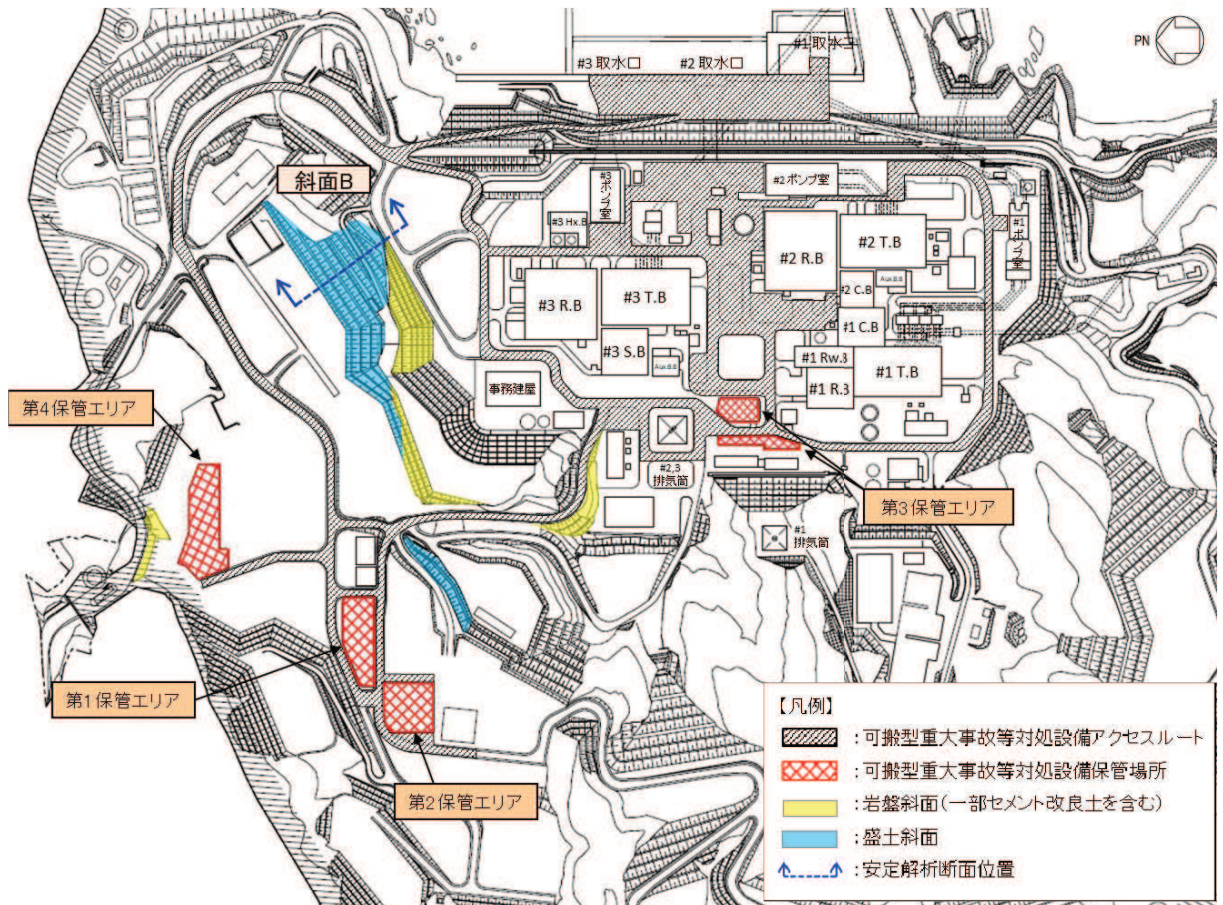 #1取水口
PN
#3取水口
#2取水口
斜面B
#3
ポンプ室
#2ポンプ室
#3 Hx.B
#1
ポンプ室
#2 R.B
#2 T.B
#3 R.B
#3 T.B
#2 C.B
Aux.B.B
#1 C.B
#3 S.B
Aux.B.B
#1 Rw.B
#1 R.B
#1 T.B
事務建屋
第4保管エリア
#2,3
排気筒
第3保管エリア
#1
排気筒
第1保管エリア
第2保管エリア
【凡例】
:可搬型重大事故等対処設備アクセスルート
:可搬型重大事故等対処設備保管場所
:岩盤斜面(一部セメント改良土を含む)
:盛土斜面
:安定解析断面位置